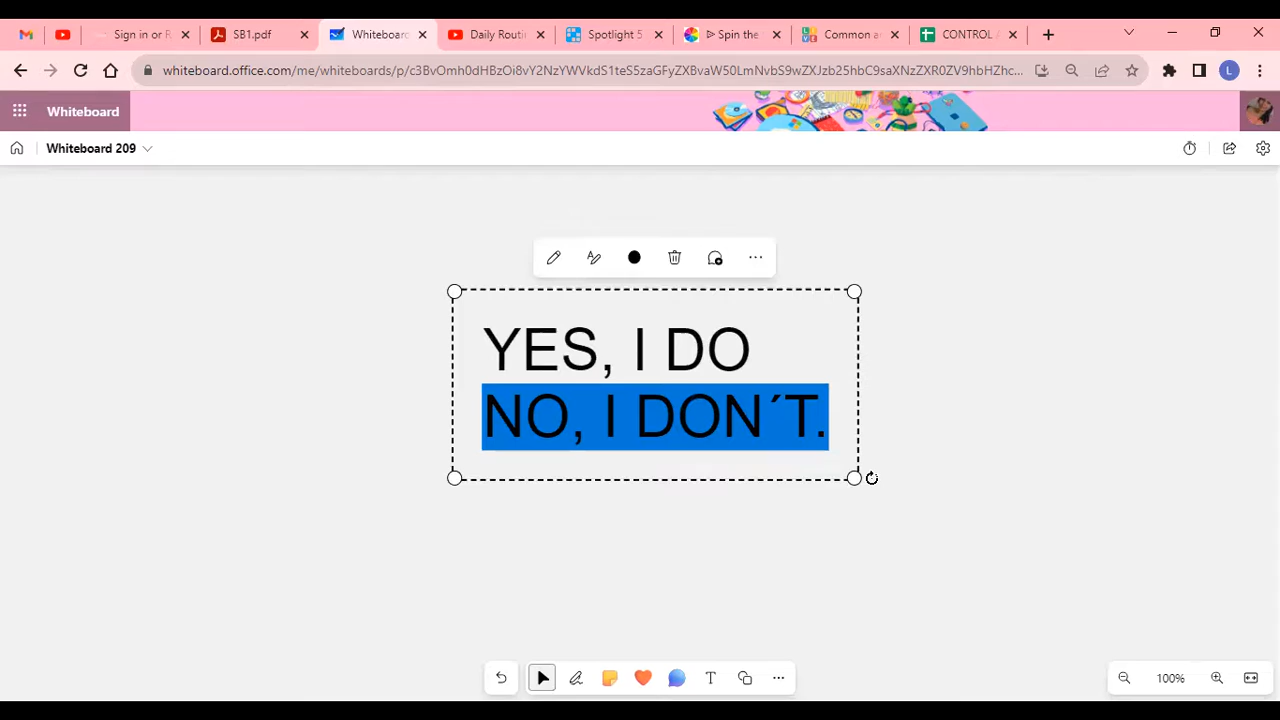 Sign in or R
SB1.pdf
Whiteboard
Daily Routi
Spotlight 5
Spin the
Common a
CONTROL
whiteboard.office.com/me/whiteboards/p/
L
Whiteboard
Whiteboard 209
YES, I DO
NO, I DON´T.
100%